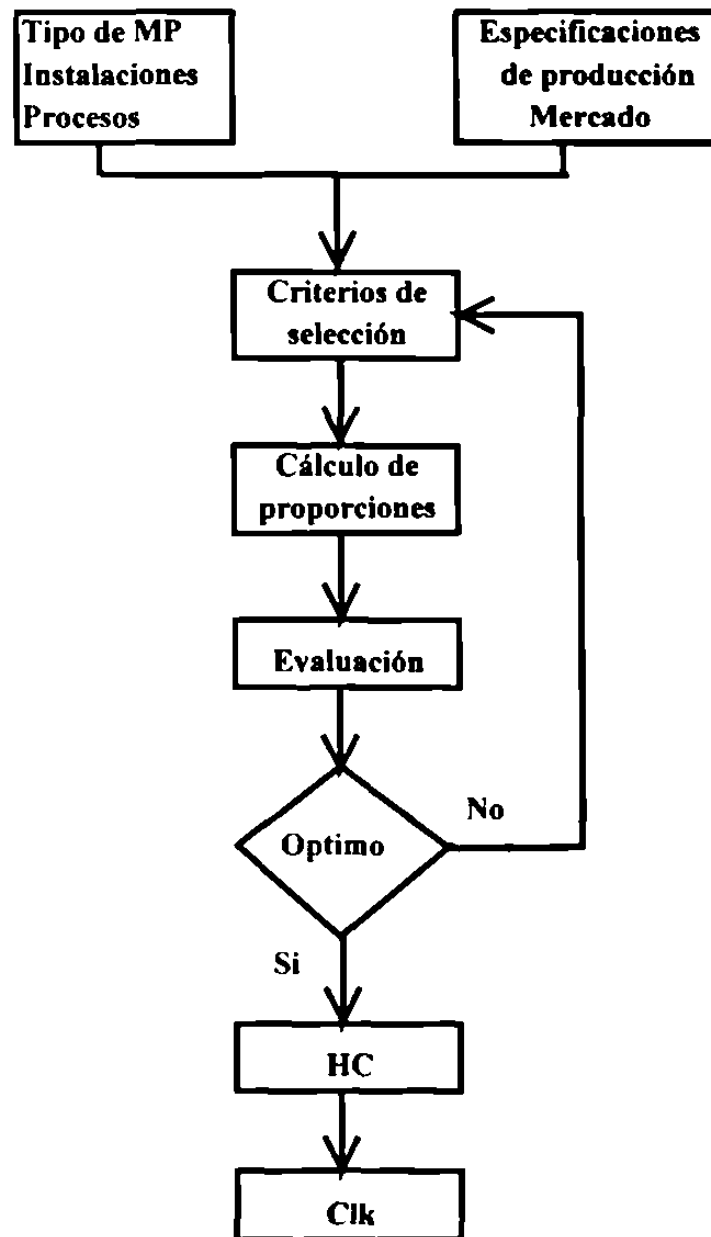 Tipo de MP
Instalaciones
Procesos
Especificaciones
de producción
Mercado
Criterios de
selección
Cálculo de
proporciones
Evaluación
Optimo
No
Si
HC
Clk